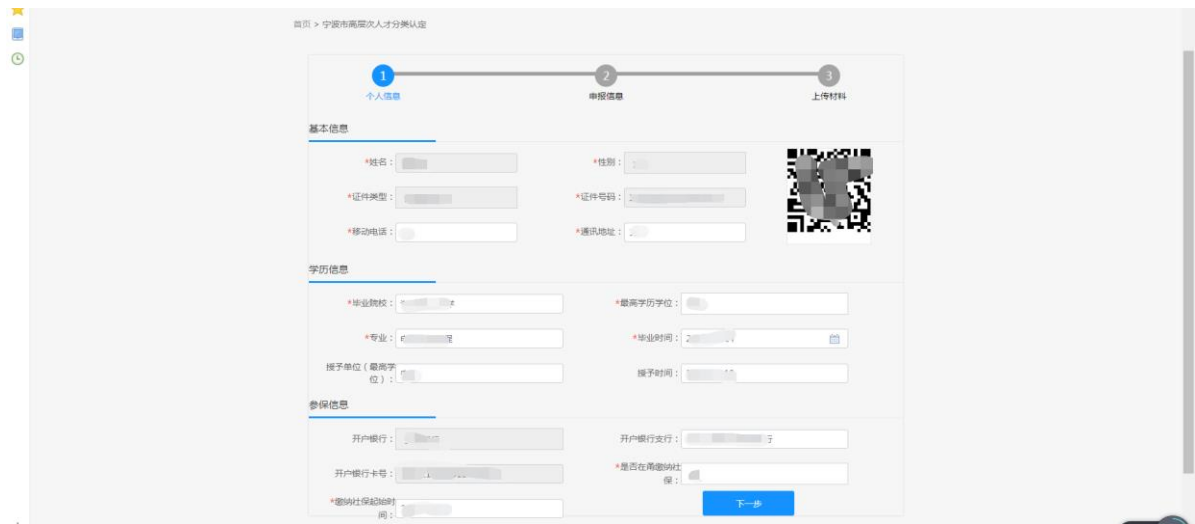 首页 > 宁波市高层次人才分类认定
1 2 3
个人信息 申报信息 上传材料
基本信息
*姓名： *性别：
*证件类型： *证件号码：
*移动电话： *通讯地址：
学历信息
*毕业院校： *最高学历学位：
*专业： *毕业时间：
授予单位（最高学位）： 授予时间：
参保信息
开户银行： 开户银行支行：
开户银行卡号： *是否在甬缴纳社保：
*缴纳社保起始时间： 下一步